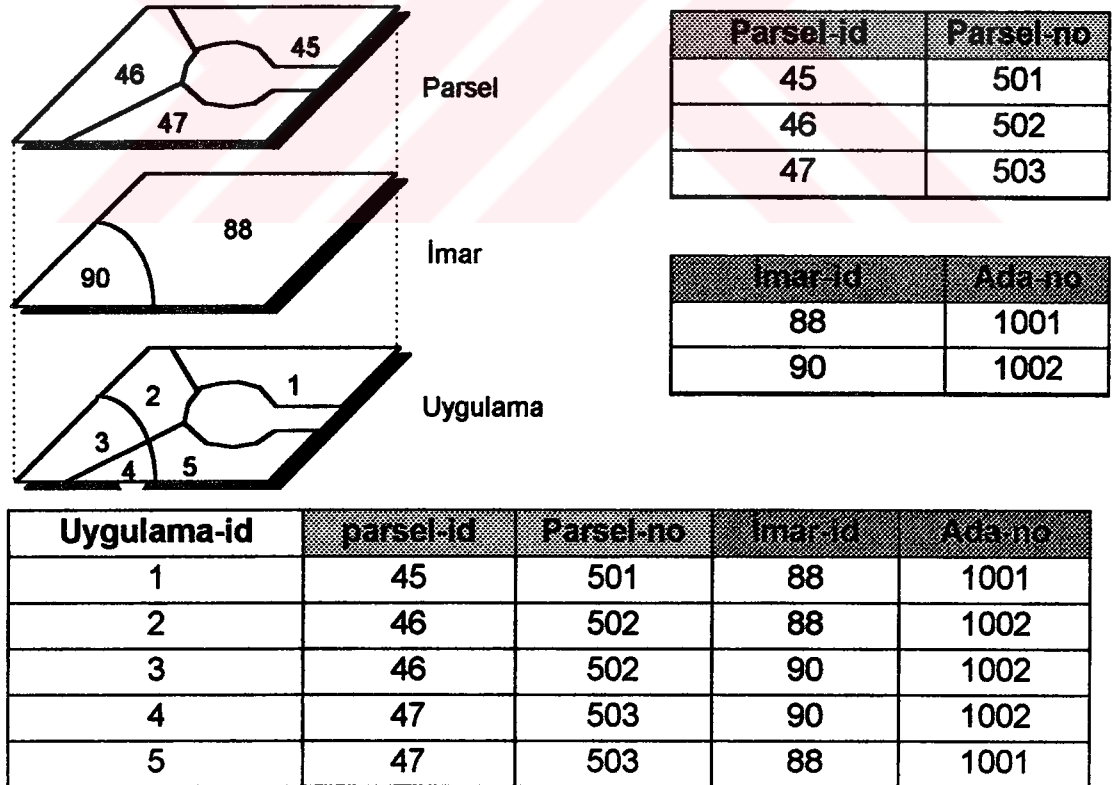 45
46
47
Parsel
88
90
İmar
1
2
3
4
5
Uygulama
Parsel-id Parsel-no
45 501
46 502
47 503
İmar-id Ada-no
88 1001
90 1002
Uygulama-id parsel-id Parsel-no İmar-id Ada-no
1 45 501 88 1001
2 46 502 88 1002
3 46 502 90 1002
4 47 503 90 1002
5 47 503 88 1001